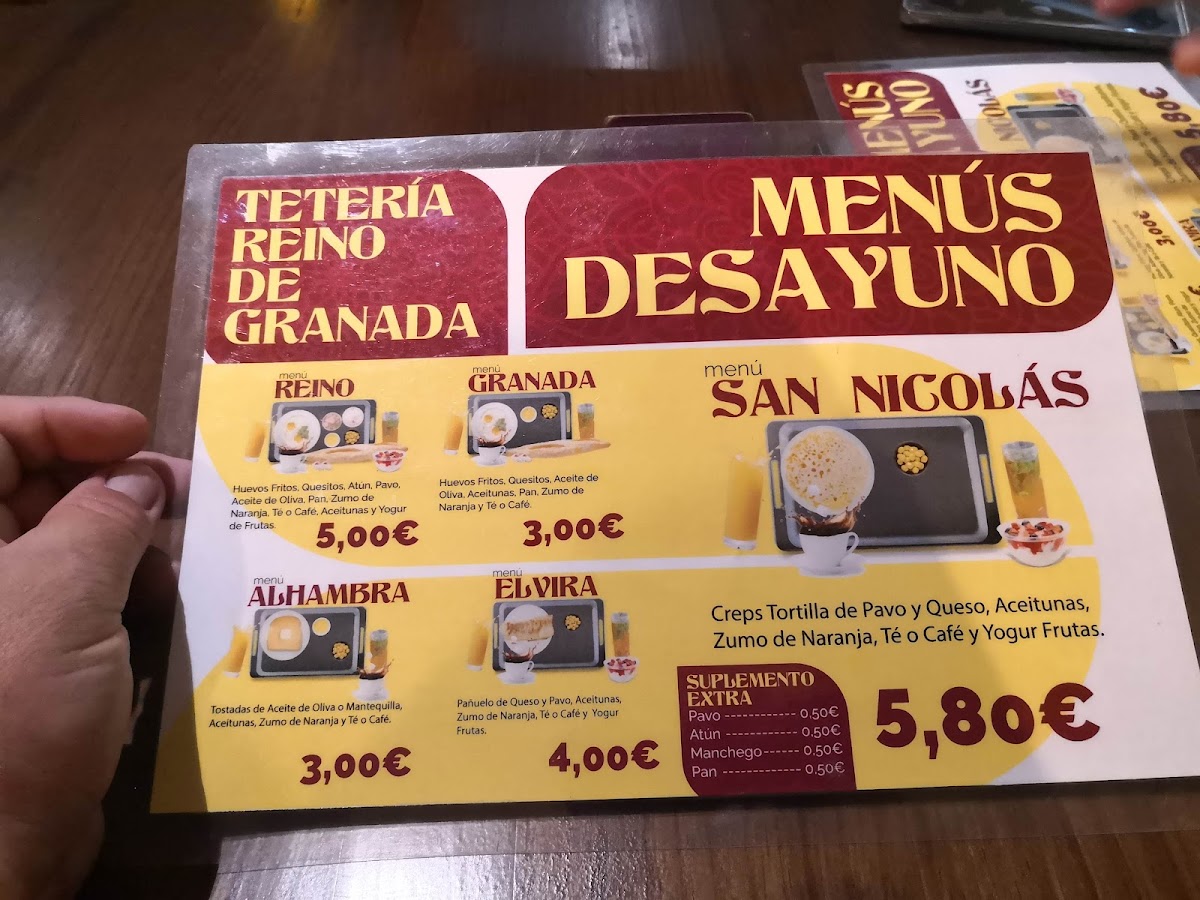 TETERÍA
REINO
DE
GRANADA
MENÚS
DESAYUNO
menú
REINO
Huevos Fritos, Quesitos, Atún, Pavo,
Aceite de Oliva, Pan, Zumo de
Naranja, Té o Café, Aceitunas y Yogur
de Frutas.
5,00€
menú
GRANADA
Huevos Fritos, Quesitos, Aceite de
Oliva, Aceitunas, Pan, Zumo de
Naranja y Té o Café.
3,00€
menú
SAN NICOLÁS
Creps Tortilla de Pavo y Queso, Aceitunas,
Zumo de Naranja, Té o Café y Yogur Frutas.
5,80€
menú
ALHAMBRA
Tostadas de Aceite de Oliva o Mantequilla,
Aceitunas, Zumo de Naranja y Té o Café.
3,00€
menú
ELVIRA
Pañuelo de Queso y Pavo, Aceitunas,
Zumo de Naranja, Té o Café y Yogur
Frutas.
4,00€
SUPLEMENTO
EXTRA
Pavo ------------ 0,50€
Atún ------------ 0,50€
Manchego------ 0,50€
Pan ------------- 0,50€
MENÚS
DESAYUNO
NICOLÁS
5,80€
3,00€